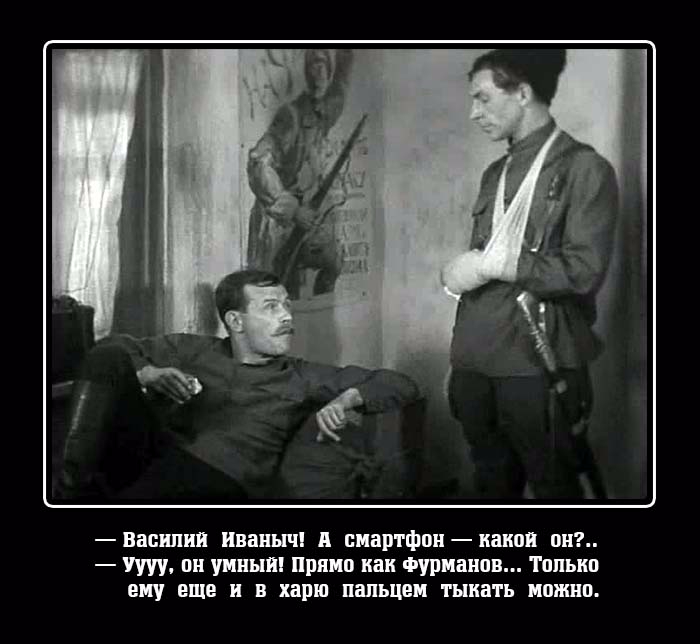 — Василий Иваныч! А смартфон — какой он?..
— Уууу, он умный! Прямо как Фурманов... Только
ему еще и в харю пальцем тыкать можно.